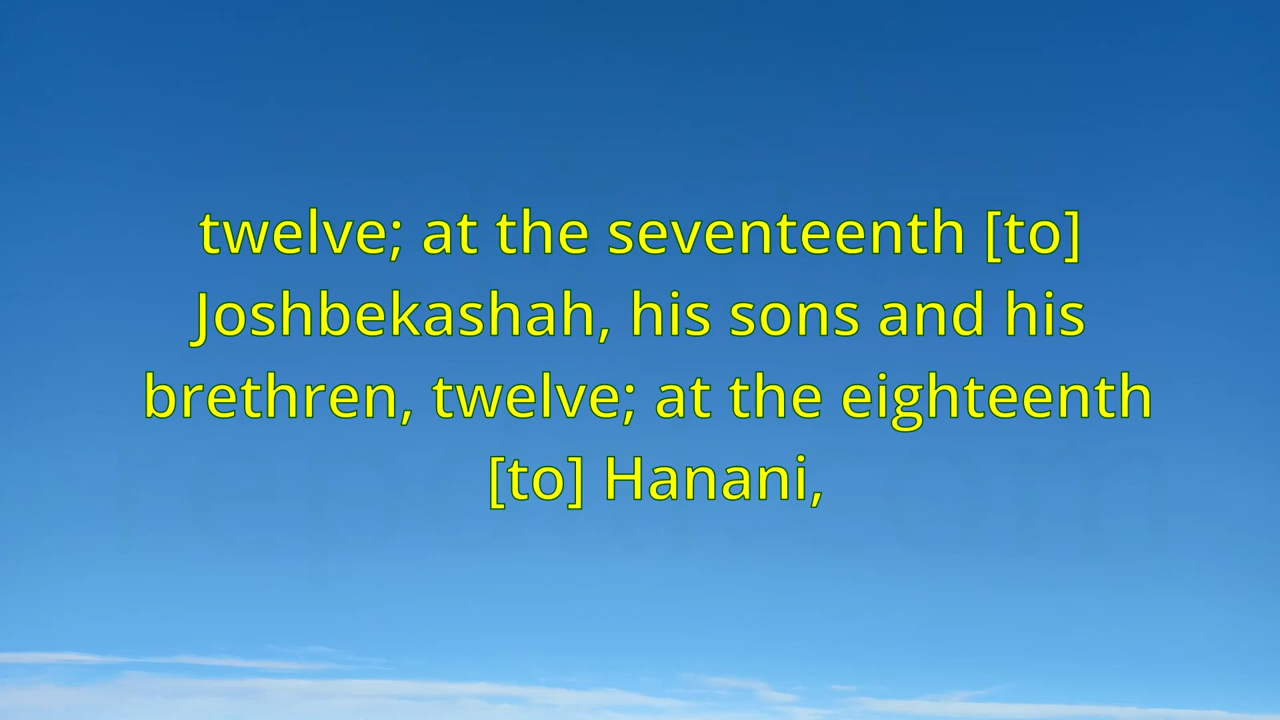 twelve; at the seventeenth [to]
Joshbekashah, his sons and his
brethren, twelve; at the eighteenth
[to] Hanani,